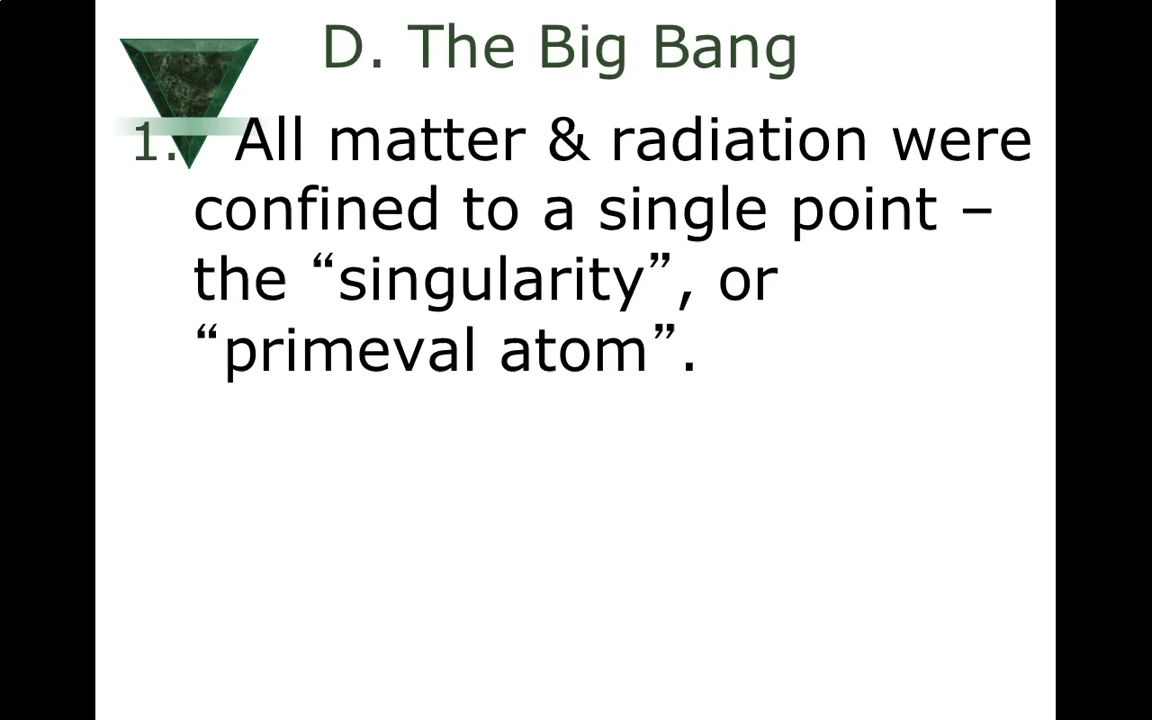 D. The Big Bang
1. All matter & radiation were
confined to a single point –
the “singularity”, or
“primeval atom”.